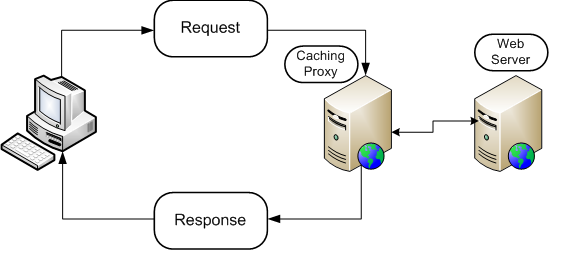 Request
Caching
Proxy
Web
Server
Response